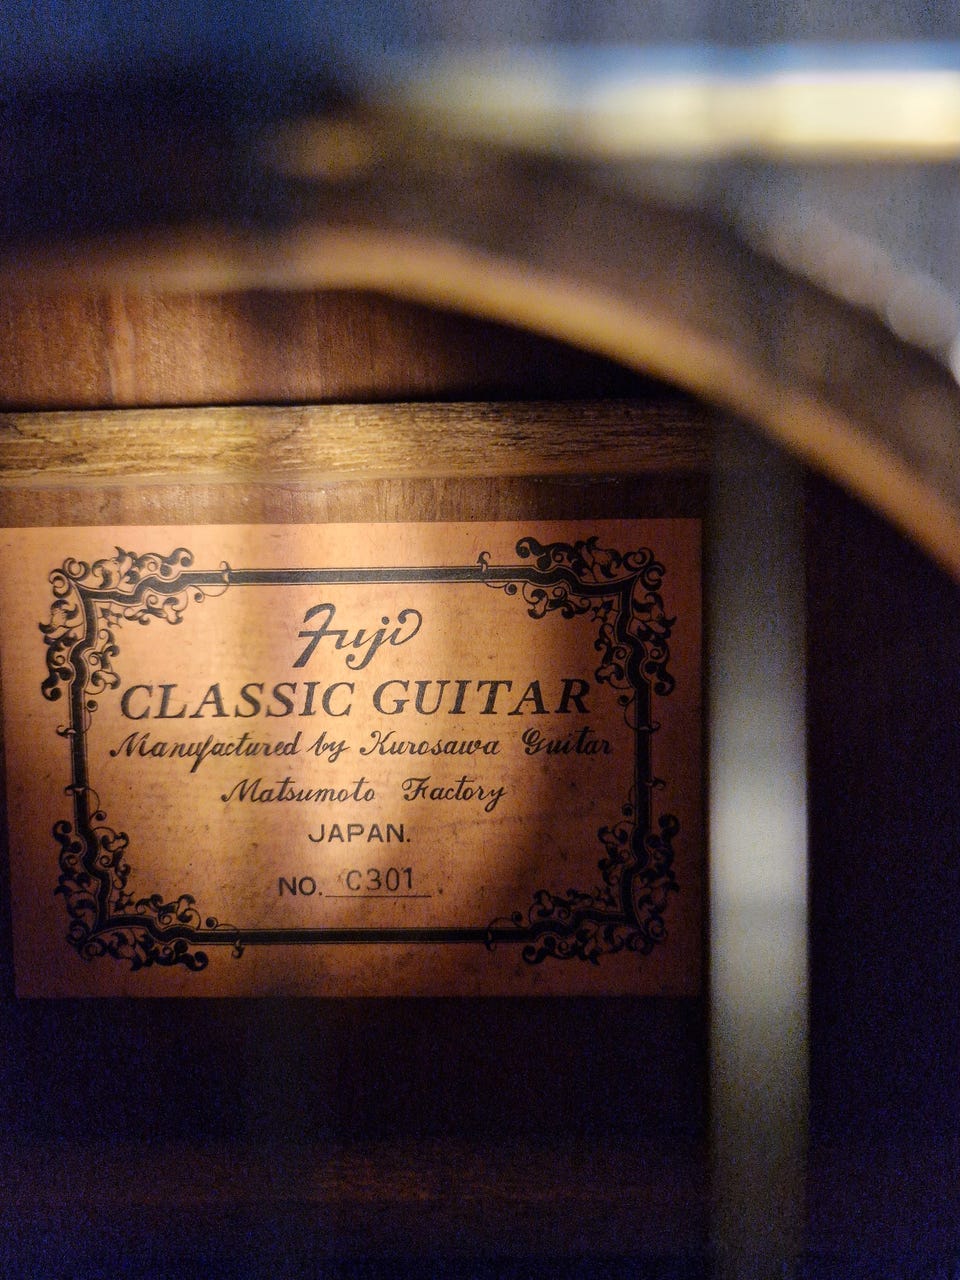 Fuji
CLASSIC GUITAR
Manufactured by Kurosawa Guitar
Matsumoto Factory
JAPAN.
NO. C301